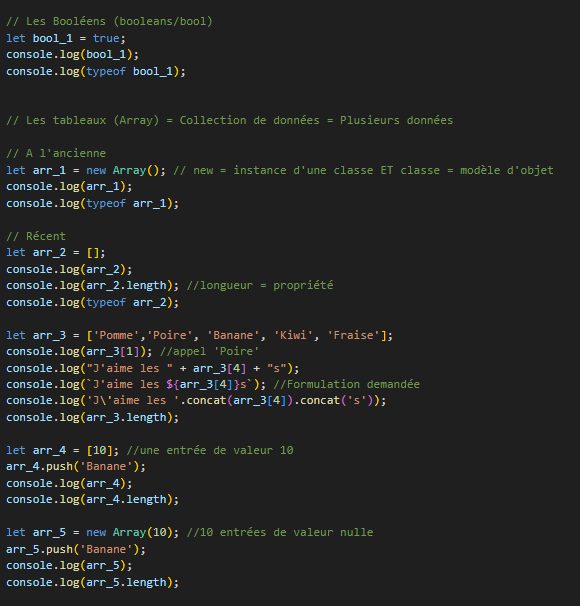 // Les Booléens (booleans/bool)
let bool_1 = true;
console.log(bool_1);
console.log(typeof bool_1);
// Les tableaux (Array) = Collection de données = Plusieurs données
// A l'ancienne
let arr_1 = new Array(); // new = instance d'une classe ET classe = modèle d'objet
console.log(arr_1);
console.log(typeof arr_1);
// Récent
let arr_2 = [];
console.log(arr_2);
console.log(arr_2.length); //longueur = propriété
console.log(typeof arr_2);
let arr_3 = ['Pomme','Poire', 'Banane', 'Kiwi', 'Fraise'];
console.log(arr_3[1]); //appel 'Poire'
console.log("J'aime les " + arr_3[4] + "s");
console.log(`J'aime les ${arr_3[4]}s`); //Formulation demandée
console.log('J\'aime les '.concat(arr_3[4]).concat('s'));
console.log(arr_3.length);
let arr_4 = [10]; //une entrée de valeur 10
arr_4.push('Banane');
console.log(arr_4);
console.log(arr_4.length);
let arr_5 = new Array(10); //10 entrées de valeur nulle
arr_5.push('Banane');
console.log(arr_5);
console.log(arr_5.length);